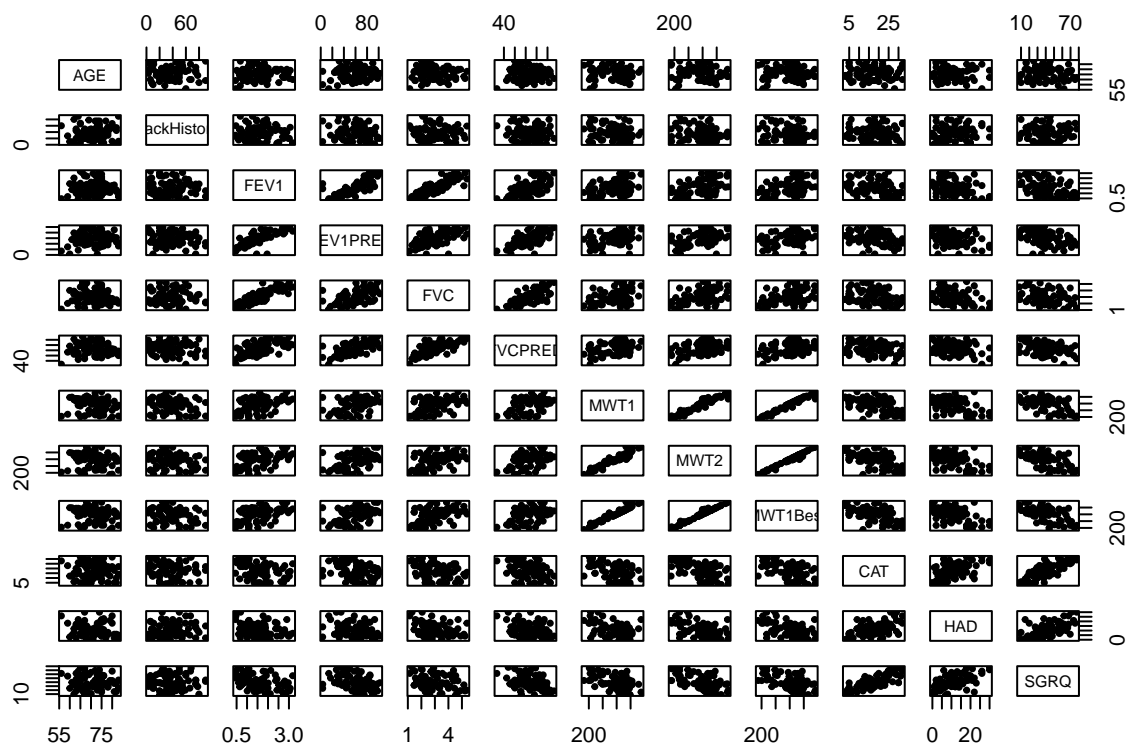 0 60 0 80 40 200 5 25 10 70
AGE 55
0 ackHisto
FEV1 0.5
0 EV1PRE
FVC 1
40 VCPRED
MWT1 200
200 MWT2
MWT1Bes 200
5 CAT
HAD 0
10 SGRQ
55 75 0.5 3.0 1 4 200 200 0 20